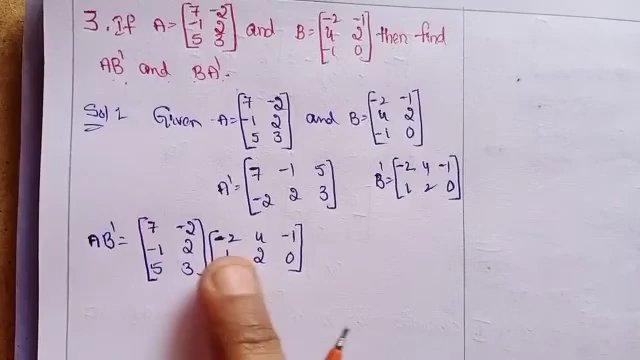 3. If A = [7 -2; -1 2; 5 3] and B = [-2 -1; 4 2; -1 0] then find
AB' and BA'.
Sol Given A = [7 -2; -1 2; 5 3] and B = [-2 -1; 4 2; -1 0]
A' = [7 -1 5; -2 2 3] B' = [-2 4 -1; 1 2 0]
AB' = [7 -2; -1 2; 5 3] [-2 4 -1; 1 2 0]